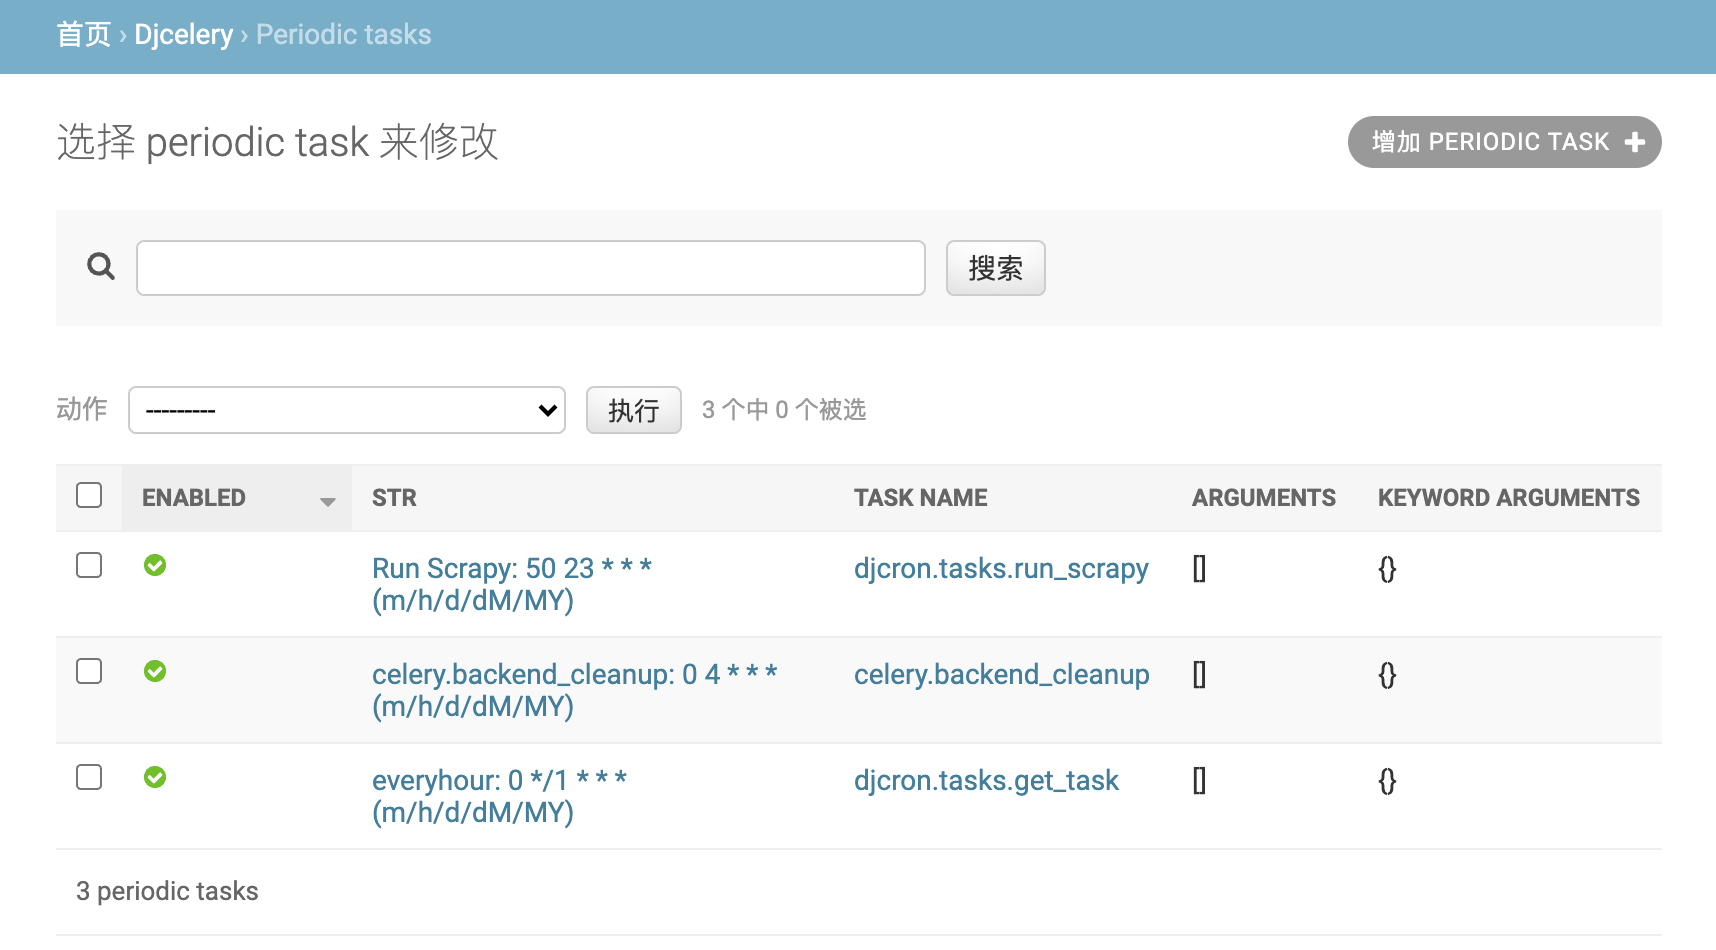 首页 › Djcelery › Periodic tasks
选择 periodic task 来修改
增加 PERIODIC TASK
搜索
动作 --------- 执行 3 个中 0 个被选
ENABLED STR TASK NAME ARGUMENTS KEYWORD ARGUMENTS
Run Scrapy: 50 23 * * * djcron.tasks.run_scrapy [] {}
(m/h/d/dM/MY)
celery.backend_cleanup: 0 4 * * * celery.backend_cleanup [] {}
(m/h/d/dM/MY)
everyhour: 0 */1 * * * djcron.tasks.get_task [] {}
(m/h/d/dM/MY)
3 periodic tasks